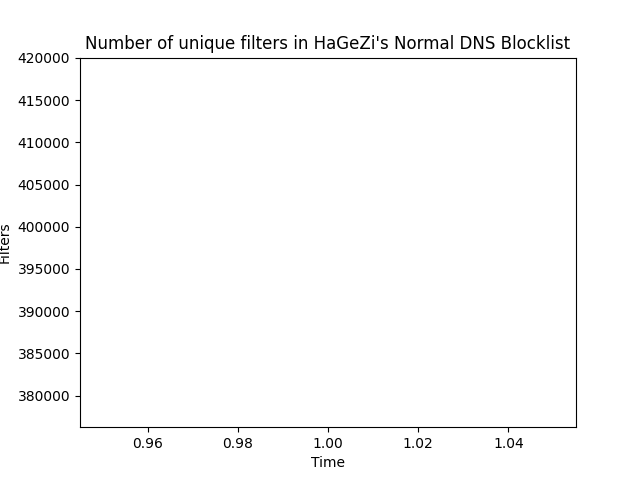 Number of unique filters in HaGeZi's Normal DNS Blocklist
420000
415000
410000
405000
400000
395000
390000
385000
380000
Filters
0.96 0.98 1.00 1.02 1.04
Time